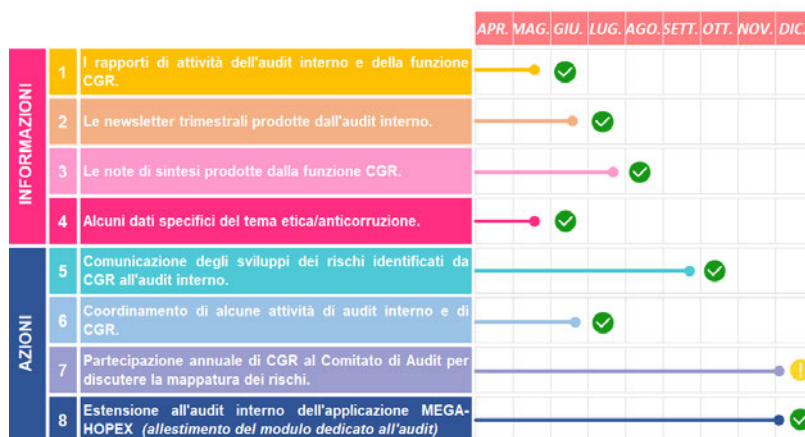 APR. MAG. GIU. LUG. AGO. SETT. OTT. NOV. DIC.
INFORMAZIONI
1 I rapporti di attività dell'audit interno e della funzione
CGR.
2 Le newsletter trimestrali prodotte dall'audit interno.
3 Le note di sintesi prodotte dalla funzione CGR.
4 Alcuni dati specifici del tema etica/anticorruzione.
AZIONI
5 Comunicazione degli sviluppi dei rischi identificati da
CGR all'audit interno.
6 Coordinamento di alcune attività di audit interno e di
CGR.
7 Partecipazione annuale di CGR al Comitato di Audit per
discutere la mappatura dei rischi.
8 Estensione all'audit interno dell'applicazione MEGA-
HOPEX (allestimento del modulo dedicato all'audit)